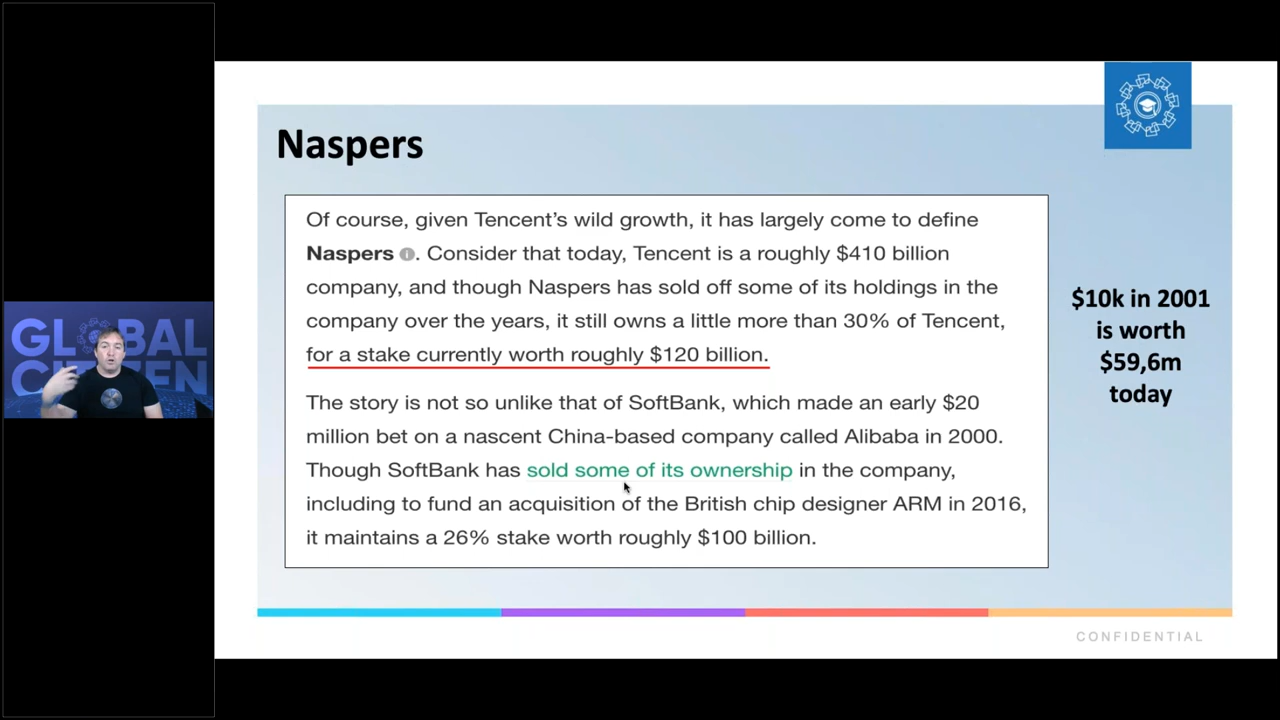 Naspers
Of course, given Tencent's wild growth, it has largely come to define
Naspers i. Consider that today, Tencent is a roughly $410 billion
company, and though Naspers has sold off some of its holdings in the
company over the years, it still owns a little more than 30% of Tencent,
for a stake currently worth roughly $120 billion.
The story is not so unlike that of SoftBank, which made an early $20
million bet on a nascent China-based company called Alibaba in 2000.
Though SoftBank has sold some of its ownership in the company,
including to fund an acquisition of the British chip designer ARM in 2016,
it maintains a 26% stake worth roughly $100 billion.
$10k in 2001
is worth
$59,6m
today
CONFIDENTIAL
GLOBAL